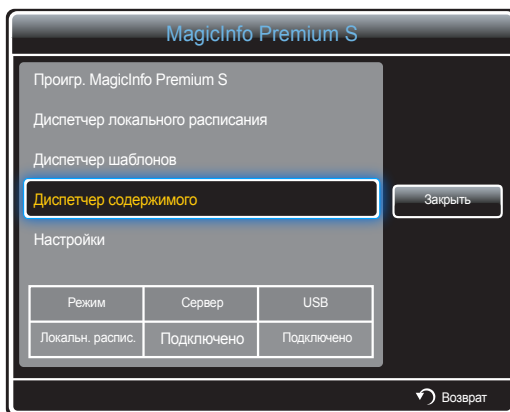 MagicInfo Premium S
Проигр. MagicInfo Premium S
Диспетчер локального расписания
Диспетчер шаблонов
Диспетчер содержимого
Закрыть
Настройки
Режим Сервер USB
Локальн. распис. Подключено Подключено
Возврат